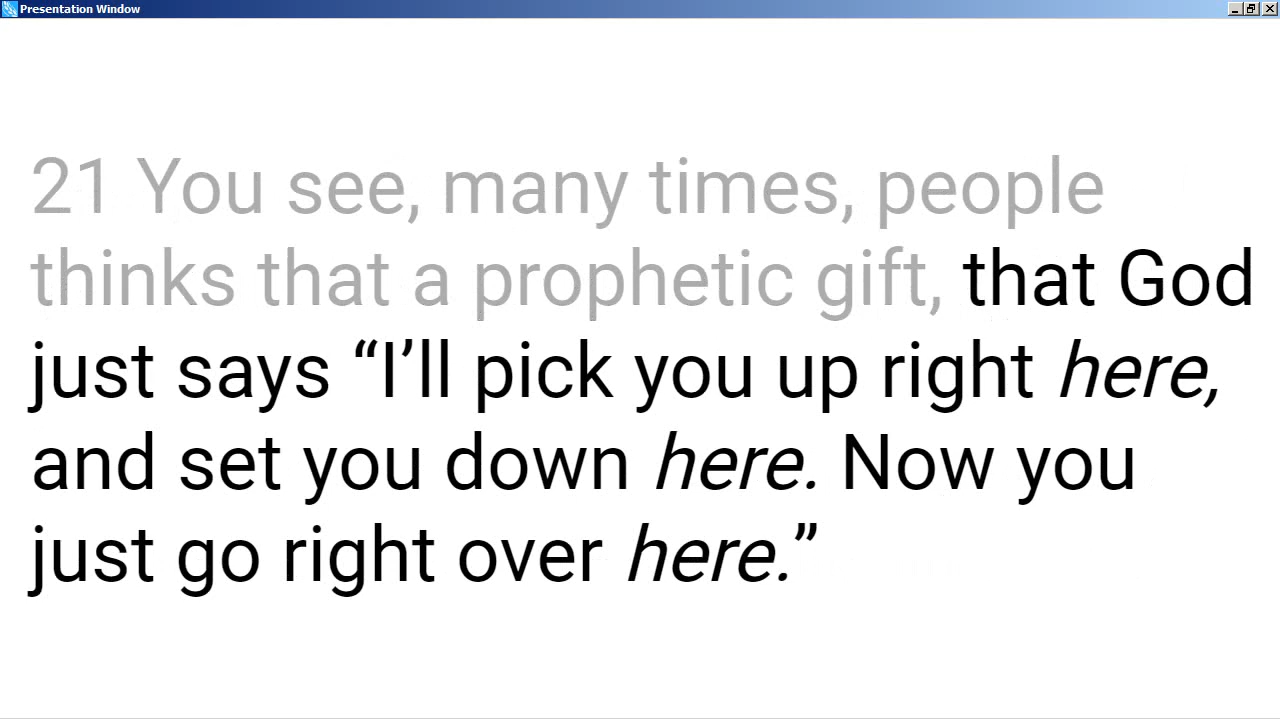 Presentation Window
21 You see, many times, people
thinks that a prophetic gift, that God
just says “I’ll pick you up right here,
and set you down here. Now you
just go right over here.”